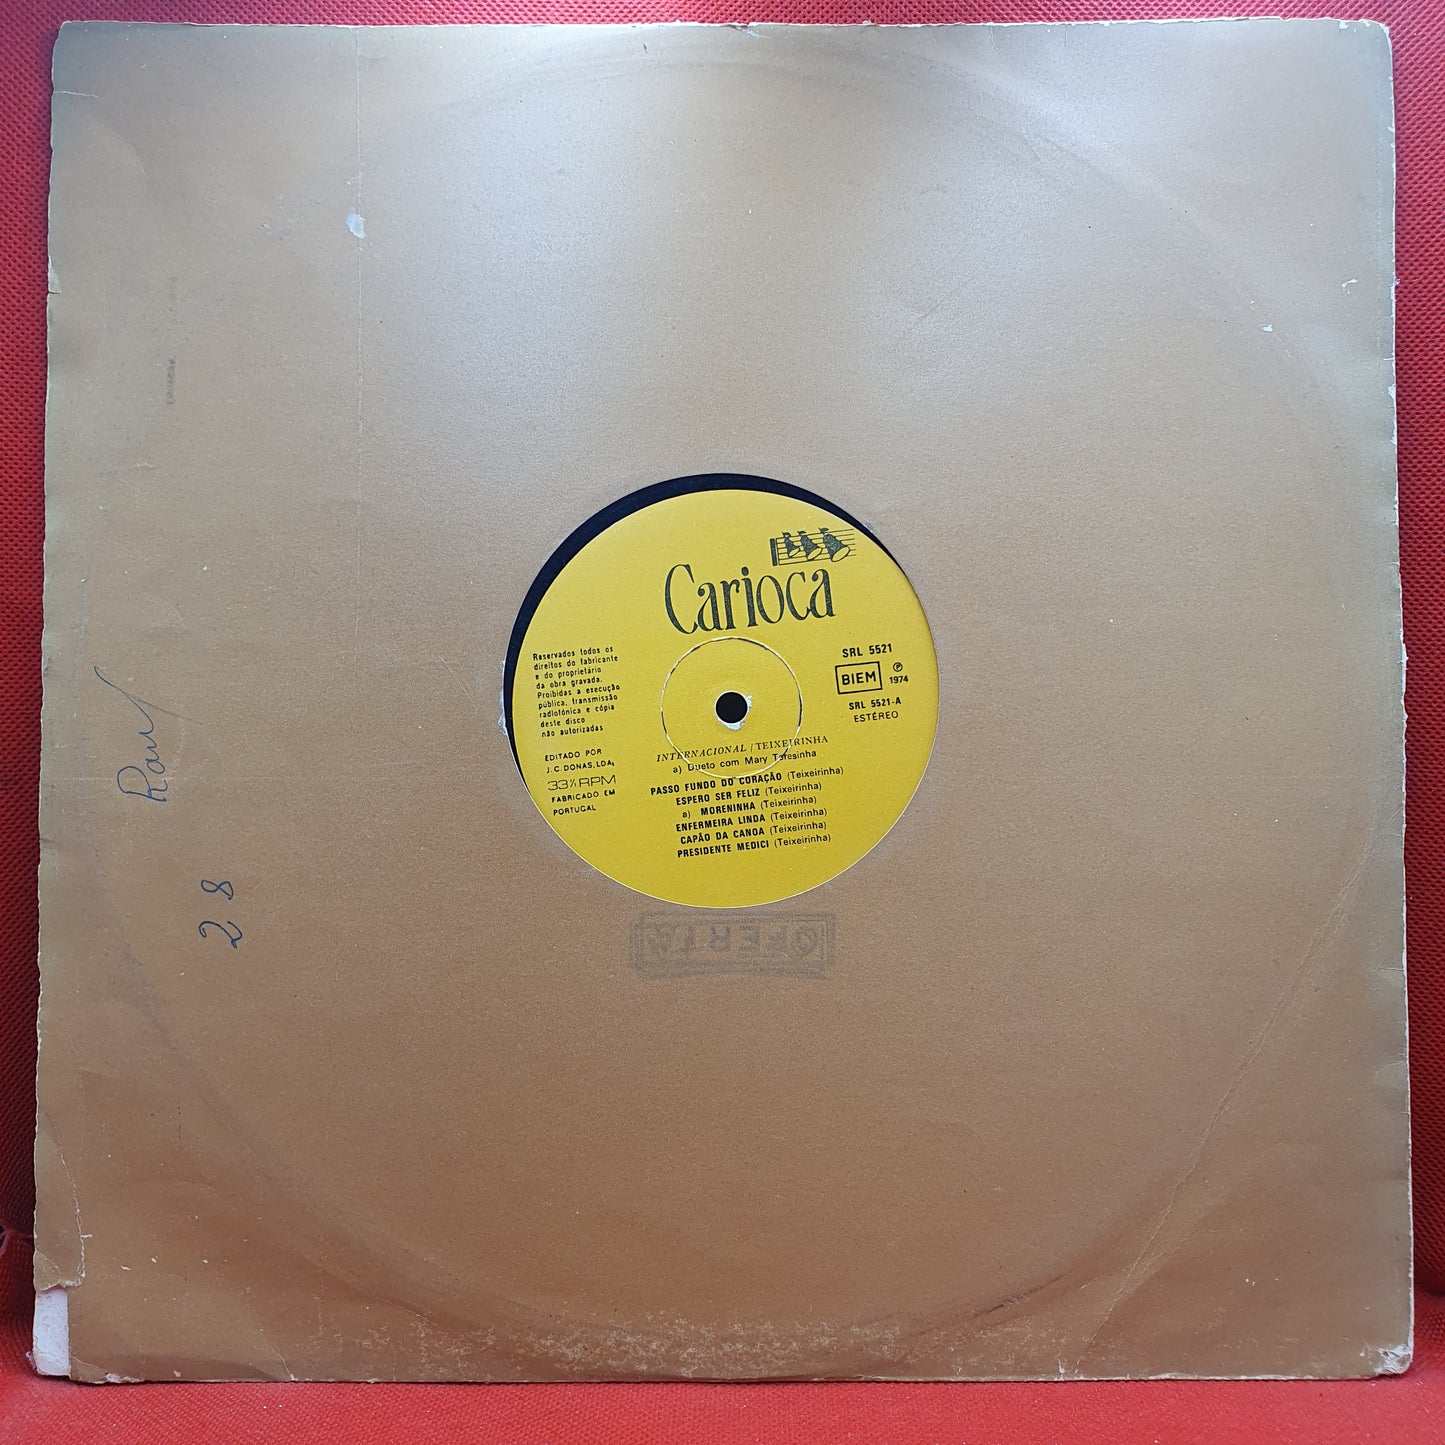 Carioca
Reservados todos os
direitos do fabricante
e do proprietário
da obra gravada.
Proibidas a execução
pública, transmissão
radiofónica e cópia
deste disco
não autorizadas
EDITADO POR
J. C. DONAS, LDA,
33⅓ RPM
FABRICADO EM
PORTUGAL
SRL 5521
BIEM ℗ 1974
SRL 5521-A
ESTÉREO
INTERNACIONAL / TEIXEIRINHA
a) Dueto com Mary Teresinha
PASSO FUNDO DO CORAÇÃO (Teixeirinha)
ESPERO SER FELIZ (Teixeirinha)
a) MORENINHA (Teixeirinha)
ENFERMEIRA LINDA (Teixeirinha)
CAPÃO DA CANOA (Teixeirinha)
PRESIDENTE MEDICI (Teixeirinha)
OFERTA
28